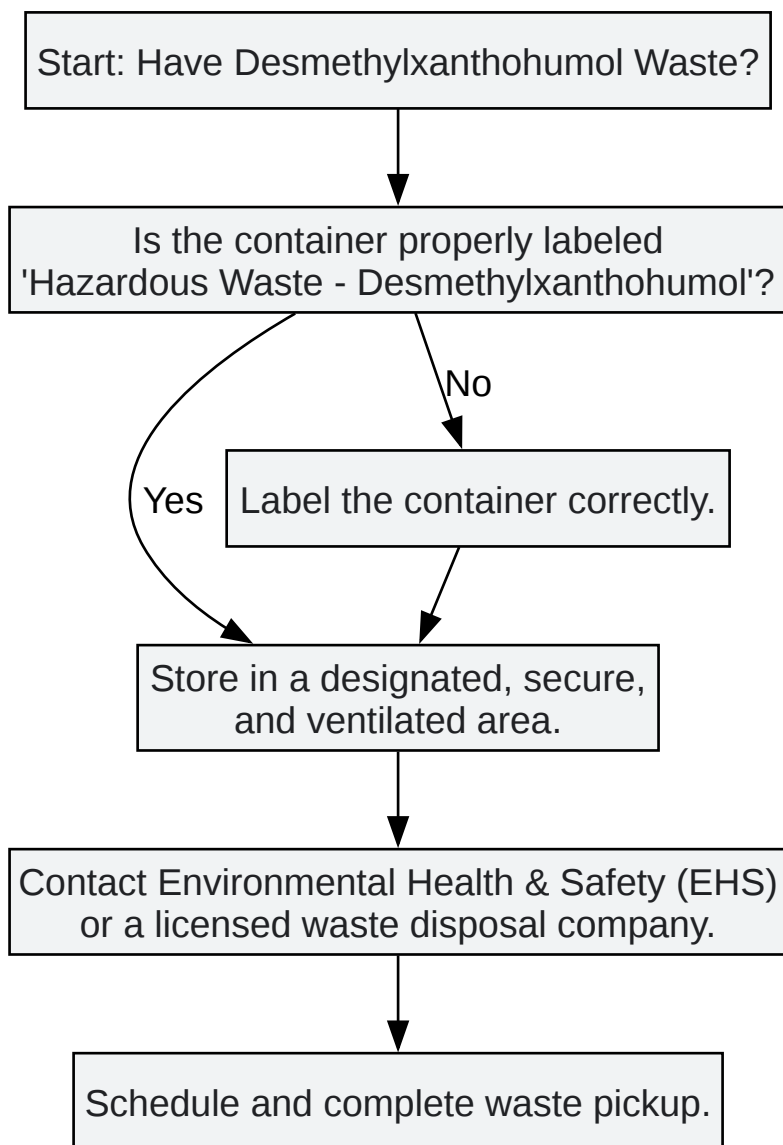 Start: Have Desmethylxanthohumol Waste?
Is the container properly labeled
'Hazardous Waste - Desmethylxanthohumol'?
No
Yes
Label the container correctly.
Store in a designated, secure,
and ventilated area.
Contact Environmental Health & Safety (EHS)
or a licensed waste disposal company.
Schedule and complete waste pickup.